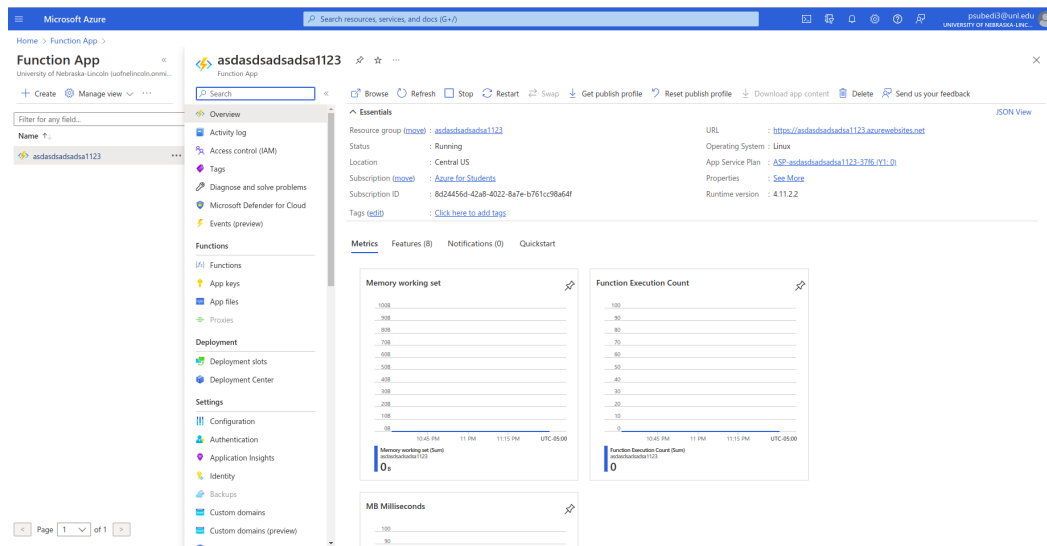 Microsoft Azure
Search resources, services, and docs (G+/)
psubedi3@unl.edu
UNIVERSITY OF NEBRASKA-LINC...
Home > Function App >
Function App
University of Nebraska-Lincoln (uofnelincoln.onmi...
+ Create Manage view ...
Filter for any field...
Name ↑
asdasdsadsadsa1123 ...
< Page 1 of 1 >
asdasdsadsadsa1123 ...
Function App
Search
Overview
Activity log
Access control (IAM)
Tags
Diagnose and solve problems
Microsoft Defender for Cloud
Events (preview)
Functions
Functions
App keys
App files
Proxies
Deployment
Deployment slots
Deployment Center
Settings
Configuration
Authentication
Application Insights
Identity
Backups
Custom domains
Custom domains (preview)
Browse Refresh Stop Restart Swap Get publish profile Reset publish profile Download app content Delete Send us your feedback
Essentials JSON View
Resource group (move) : asdasdsadsadsa1123
Status : Running
Location : Central US
Subscription (move) : Azure for Students
Subscription ID : 8d24456d-42a8-4022-8a7e-b761cc98a64f
Tags (edit) : Click here to add tags
URL : https://asdasdsadsadsa1123.azurewebsites.net
Operating System : Linux
App Service Plan : ASP-asdasdsadsadsa1123-37f6 (Y1: 0)
Properties : See More
Runtime version : 4.11.2.2
Metrics Features (8) Notifications (0) Quickstart
Memory working set
100B
90B
80B
70B
60B
50B
40B
30B
20B
10B
0B
10:45 PM 11 PM 11:15 PM UTC-05:00
Memory working set (Sum)
asdasdsadsadsa1123
0 B
Function Execution Count
100
90
80
70
60
50
40
30
20
10
0
10:45 PM 11 PM 11:15 PM UTC-05:00
Function Execution Count (Sum)
asdasdsadsadsa1123
0
MB Milliseconds
100
90